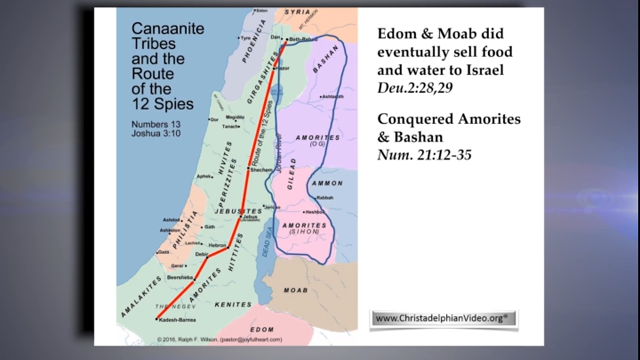 Canaanite
Tribes
and the
Route
of the
12 Spies
Numbers 13
Joshua 3:10
SYRIA
PHOENICIA
Tyre
Dan
Beth-Rehob
Hazor
GIRGASHITES
BASHAN
Ashtaroth
Dor
Megiddo
Tanache
AMORITES
(OG)
HIVITES
PERIZZITES
Route of the 12 Spies
Jordan River
GILEAD
Aphek
Shechem
AMMON
Rabbah
JEBUSITES
Jericho
Heshbon
Jebus
AMORITES
(SIHON)
PHILISTIA
Ashdod
Ashkelon
Gath
Lachish
Hebron
Debir
Gaza
Gerar
HITTITES
DEAD SEA
Beersheba
AMORITES
AMALAKITES
THE NEGEV
KENITES
MOAB
Kadesh-Barnea
EDOM
© 2016, Ralph F. Wilson, (pastor@joyfulheart.com)
Edom & Moab did
eventually sell food
and water to Israel
Deu.2:28,29
Conquered Amorites
& Bashan
Num. 21:12-35
www.ChristadelphianVideo.org®